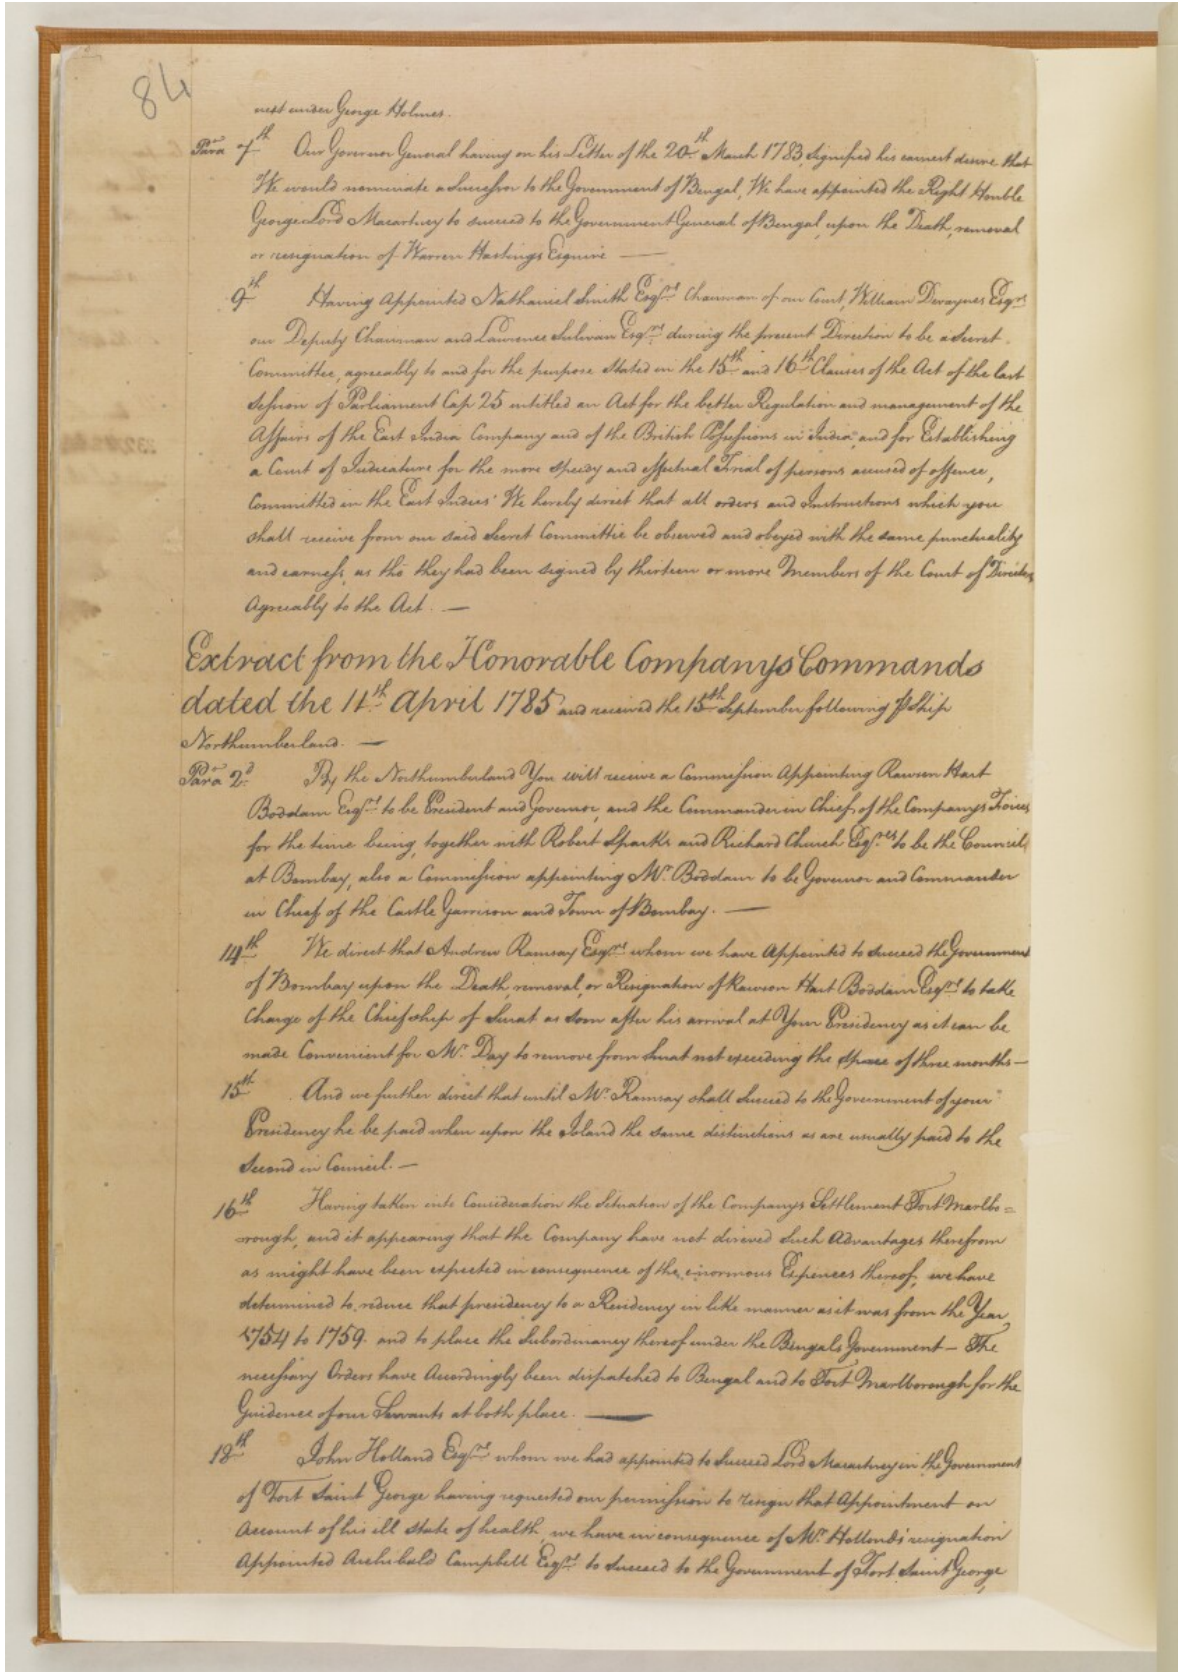 84
next under George Holmes.
Para 7th Our Governor General having on his Letter of the 20th March 1783, signified his earnest desire that
We would nominate a Successor to the Government of Bengal, We have appointed the Right Honble
George Lord Macartney to succeed to the Government General of Bengal, upon the Death, removal
or resignation of Warren Hastings Esquire —
9th Having Appointed Nathaniel Smith Esqre Chairman of our Court, William Devaynes Esqre
our Deputy Chairman and Laurence Sulivan Esqre during the present Direction to be a Secret
Committee, agreeably to and for the purpose Stated in the 15th and 16th Clauses of the Act of the last
Session of Parliament Cap 25 intitled an Act for the better Regulation and management of the
Affairs of the East India Company and of the British Possessions in India, and for Establishing
a Court of Judicature for the more speedy and effectual Trial of persons accused of offence,
Committed in the East Indies We hereby direct that all orders and Instructions which you
shall receive from our said Secret Committee be observed and obeyed with the same punctuality
and earness, as tho they had been signed by thirteen or more Members of the Court of
Agreeably to the Act. —
Extract from the Honorable Companys Commands
dated the 11th April 1785 and received the 15th September following Ship
Northumberland. —
Para 2d By the Northumberland You will receive a Commission Appointing Rawson Hart
Boddam Esqre to be President and Governor, and the Commander in Chief of the Companys Forces
for the time being, together with Robert Sparks and Richard Church Esqres to be the Council
at Bombay, also a Commission appointing Mr Boddam to be Governor and Commander
in Chief of the Castle Garrison and Town of Bombay. —
14th We direct that Andrew Ramsay Esqre whom we have Appointed to succeed the Government
of Bombay upon the Death, removal, or Resignation of Rawson Hart Boddam Esqre to take
Charge of the Chiefship of Surat as soon after his arrival at Your Presidency as it can be
made Convenient for Mr Day to remove from Surat not exceeding the space of three months —
15th And we further direct that until Mr Ramsay shall Succeed to the Government of your
Presidency he be paid when upon the Island the same distinctions as are usually paid to the
Second in Council. —
16th Having taken into Consideration the Situation of the Companys Settlement Fort Marlbo=
rough, and it appearing that the Company have not direved Such Advantages therefrom
as might have been expected in consequence of the enormous Expences thereof, we have
determined to reduce that presidency to a Residency in like manner as it was from the Year
1754 to 1759. and to place the Subordinancy thereof under the Bengals Government — The
necessary Orders have Accordingly been dispatched to Bengal and to Fort Marlborough for the
Guidence of our Servants at both place. —
18th John Holland Esqre whom we had appointed to Succeed Lord Macartney in the Government
of Fort Saint George having requested our permission to resign that Appointment on
Account of his ill state of health, we have in consequence of Mr Hollonds' resignation
Appointed Archibald Campbell Esqre to succeed to the Government of Fort Saint George,